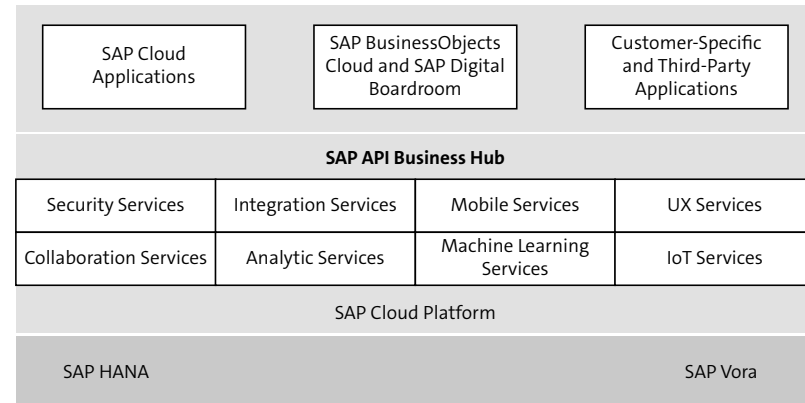 SAP Cloud
Applications
SAP BusinessObjects
Cloud and SAP Digital
Boardroom
Customer-Specific
and Third-Party
Applications
SAP API Business Hub
Security Services
Integration Services
Mobile Services
UX Services
Collaboration Services
Analytic Services
Machine Learning
Services
IoT Services
SAP Cloud Platform
SAP HANA
SAP Vora